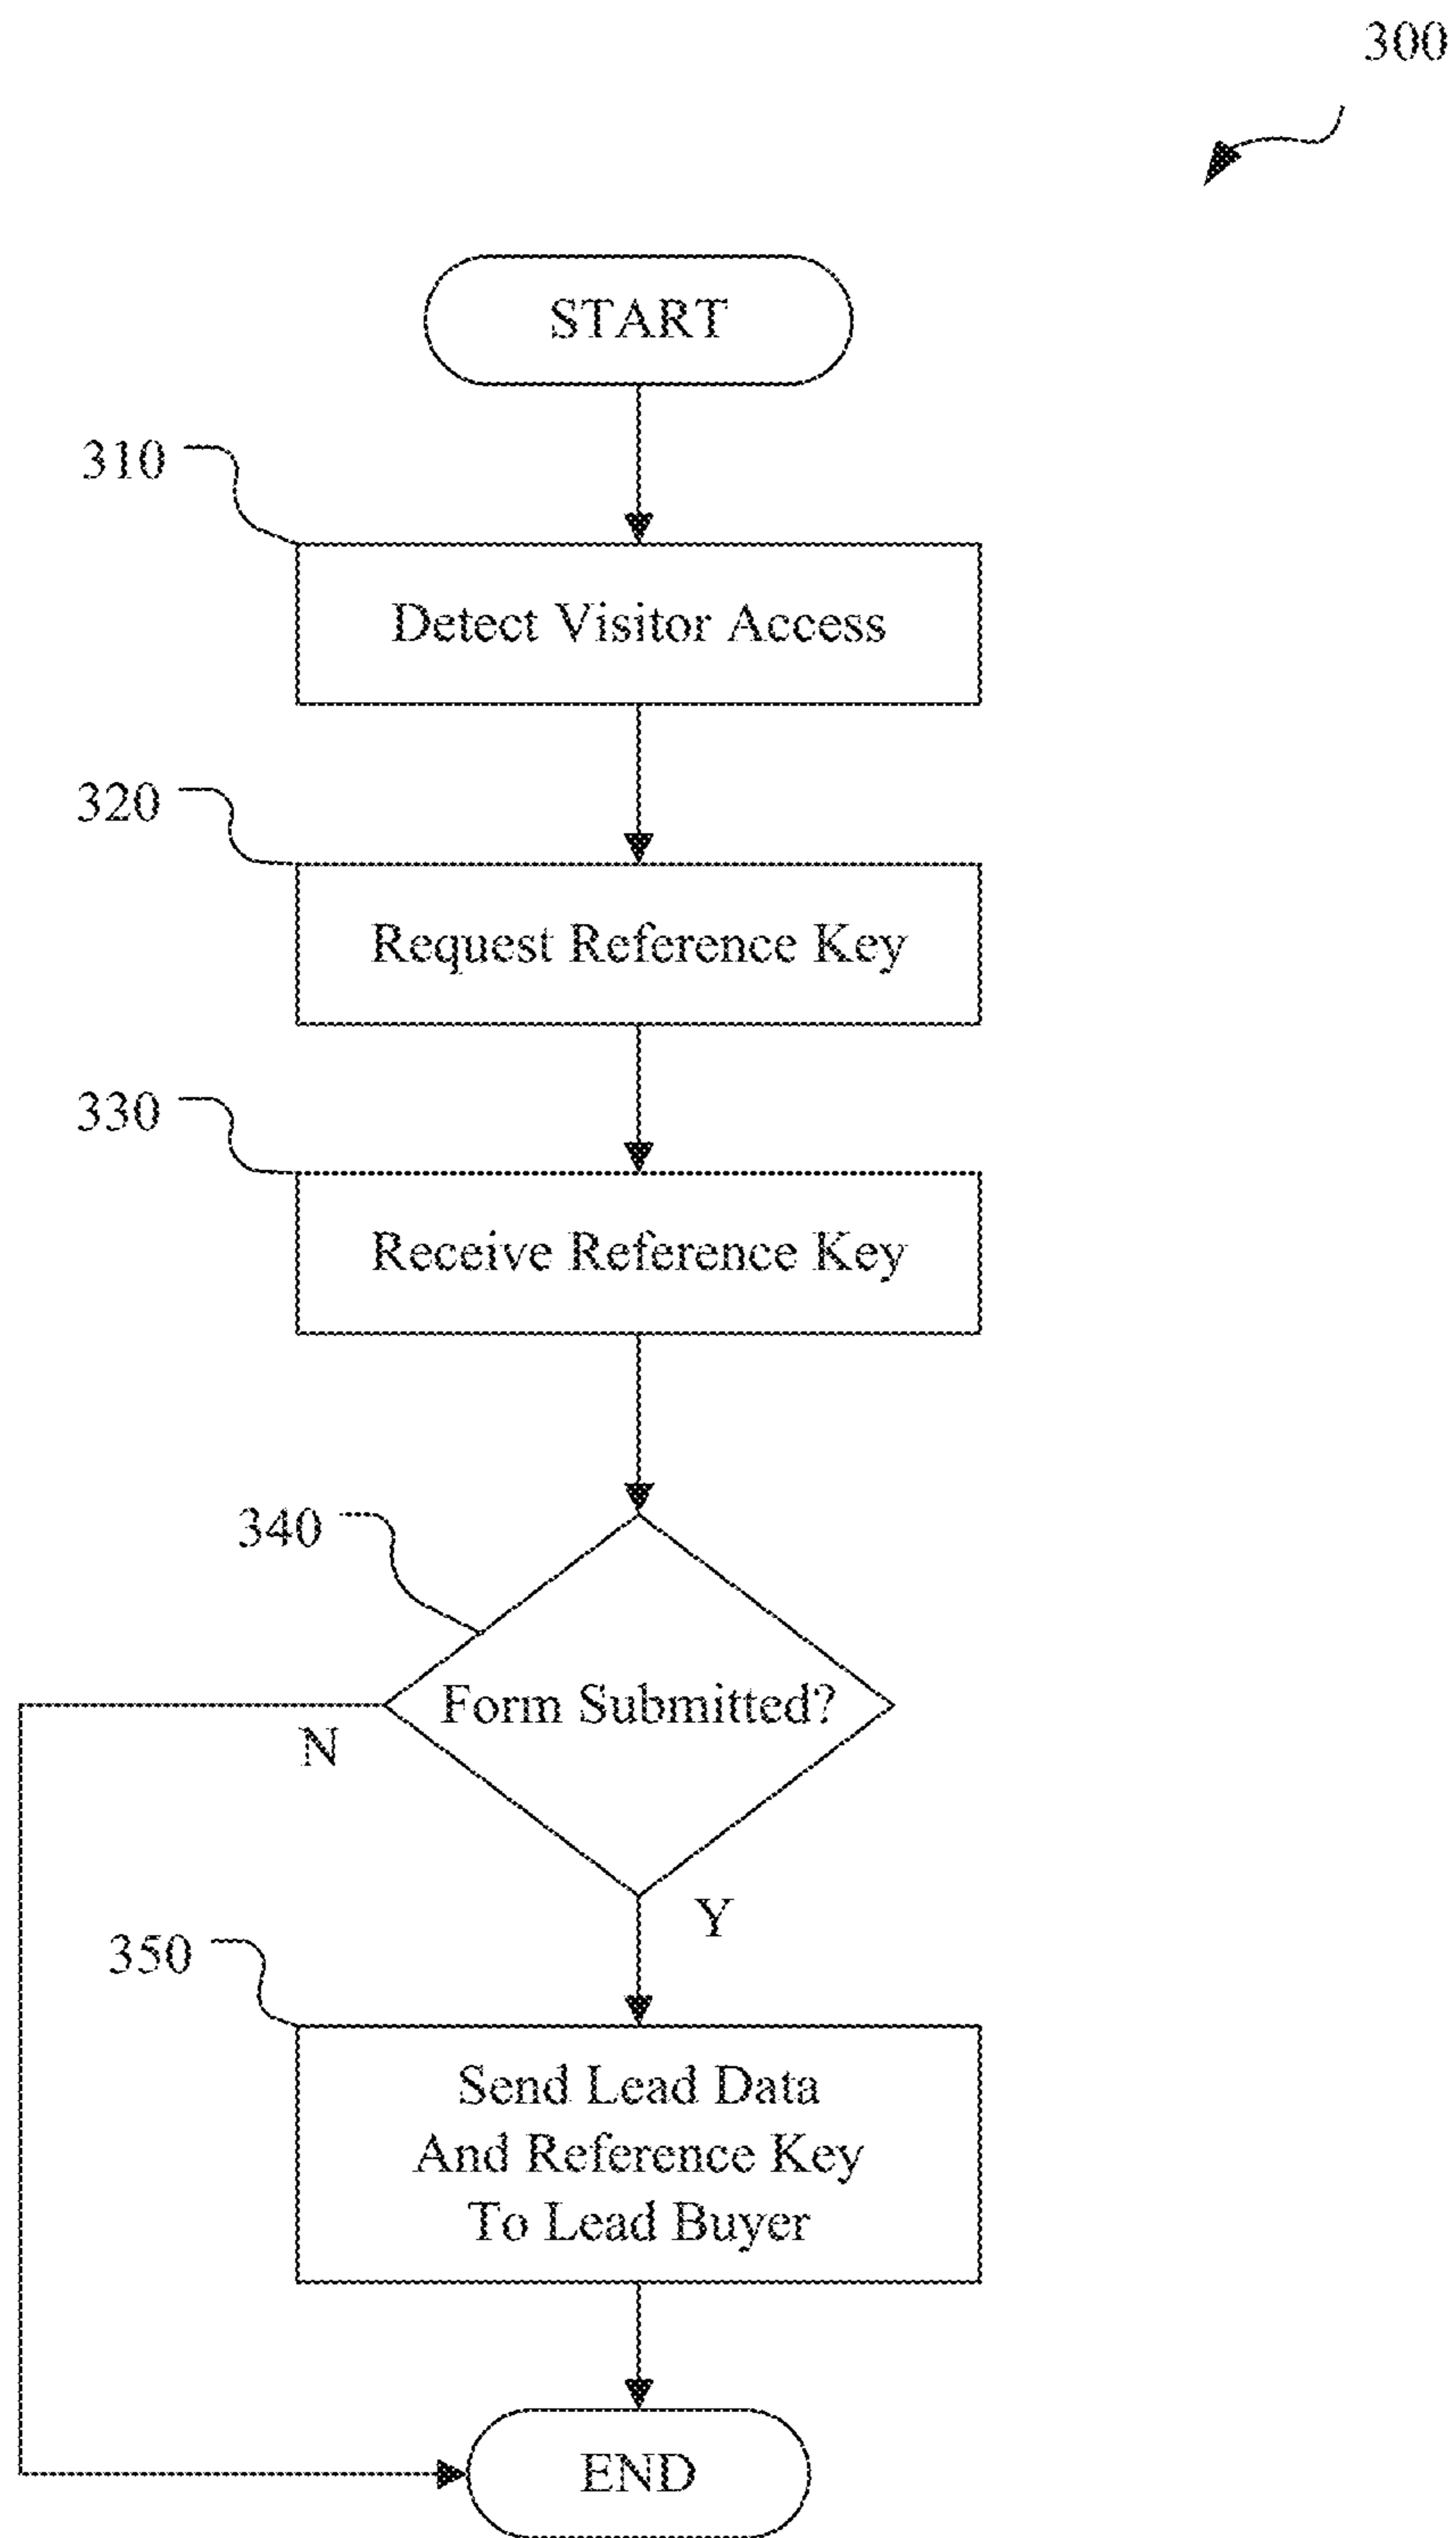 300
START
310
Detect Visitor Access
320
Request Reference Key
330
Receive Reference Key
340
Form Submitted?
N
Y
350
Send Lead Data
And Reference Key
To Lead Buyer
END